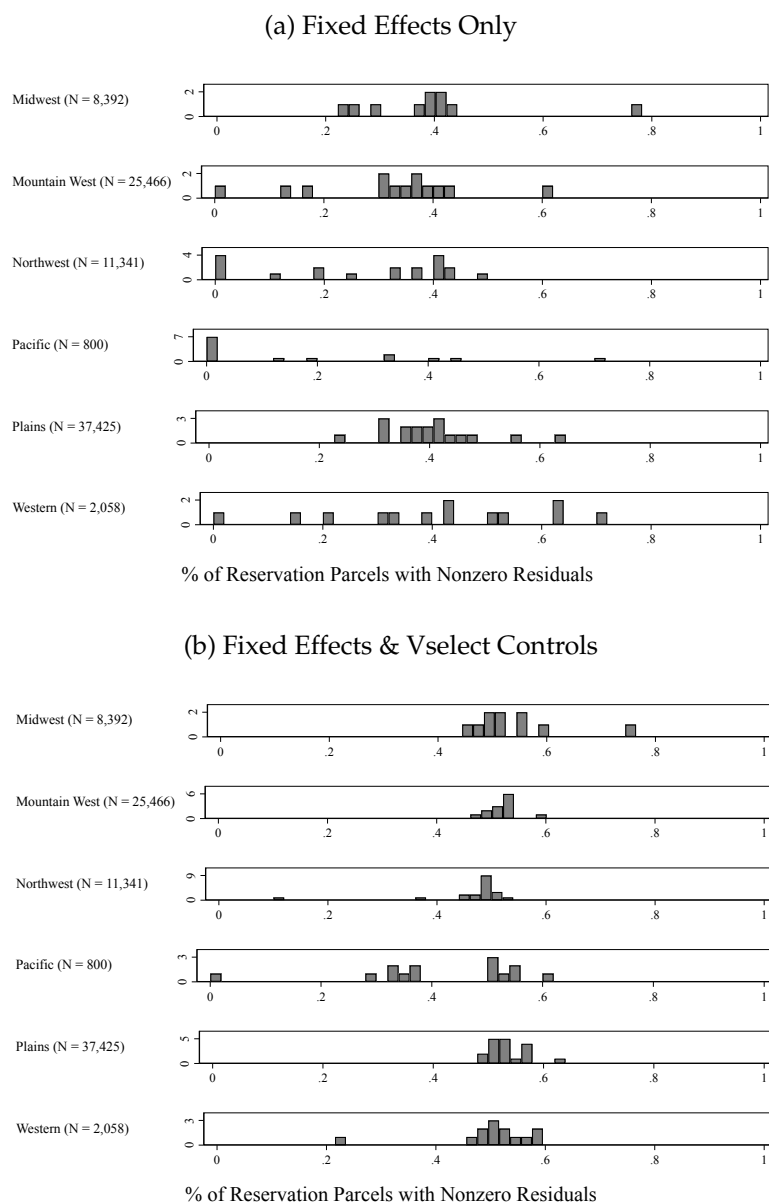 (a) Fixed Effects Only
Midwest (N = 8,392)
0 2
0 .2 .4 .6 .8 1
Mountain West (N = 25,466)
0 2
0 .2 .4 .6 .8 1
Northwest (N = 11,341)
0 4
0 .2 .4 .6 .8 1
Pacific (N = 800)
0 7
0 .2 .4 .6 .8 1
Plains (N = 37,425)
0 3
0 .2 .4 .6 .8 1
Western (N = 2,058)
0 2
0 .2 .4 .6 .8 1
% of Reservation Parcels with Nonzero Residuals
(b) Fixed Effects & Vselect Controls
Midwest (N = 8,392)
0 2
0 .2 .4 .6 .8 1
Mountain West (N = 25,466)
0 6
0 .2 .4 .6 .8 1
Northwest (N = 11,341)
0 9
0 .2 .4 .6 .8 1
Pacific (N = 800)
0 3
0 .2 .4 .6 .8 1
Plains (N = 37,425)
0 5
0 .2 .4 .6 .8 1
Western (N = 2,058)
0 3
0 .2 .4 .6 .8 1
% of Reservation Parcels with Nonzero Residuals